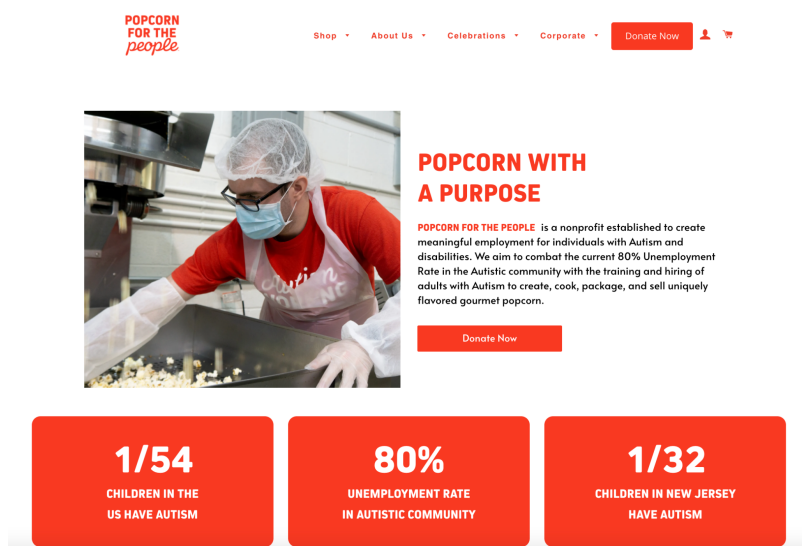 POPCORN
FOR THE
people
Shop
About Us
Celebrations
Corporate
Donate Now
POPCORN WITH
A PURPOSE
POPCORN FOR THE PEOPLE is a nonprofit established to create
meaningful employment for individuals with Autism and
disabilities. We aim to combat the current 80% Unemployment
Rate in the Autistic community with the training and hiring of
adults with Autism to create, cook, package, and sell uniquely
flavored gourmet popcorn.
Donate Now
1/54
CHILDREN IN THE
US HAVE AUTISM
80%
UNEMPLOYMENT RATE
IN AUTISTIC COMMUNITY
1/32
CHILDREN IN NEW JERSEY
HAVE AUTISM